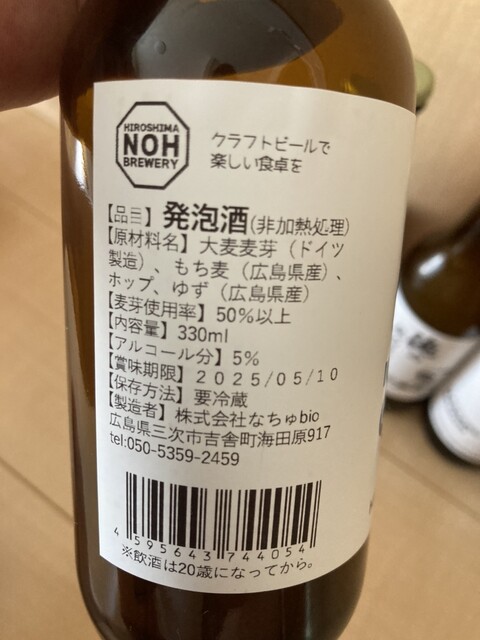 HIROSHIMA
NOH
BREWERY
クラフトビールで
楽しい食卓を
【品目】発泡酒(非加熱処理)
【原材料名】大麦麦芽（ドイツ
製造）、もち麦（広島県産）、
ホップ、ゆず（広島県産）
【麦芽使用率】50%以上
【内容量】330ml
【アルコール分】5%
【賞味期限】2025/05/10
【保存方法】要冷蔵
【製造者】株式会社なちゅbio
広島県三次市吉舎町海田原917
tel:050-5359-2459
4 595643 744054
※飲酒は20歳になってから。